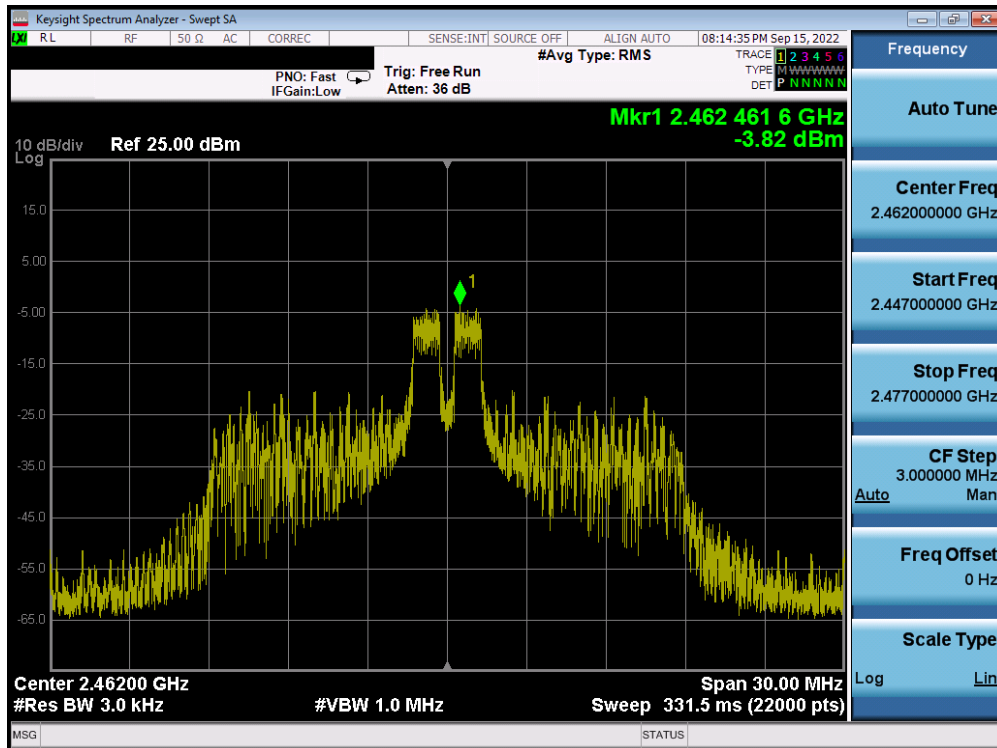 Keysight Spectrum Analyzer - Swept SA
LXI RL RF 50 Ω AC CORREC SENSE:INT SOURCE OFF ALIGN AUTO 08:14:35 PM Sep 15, 2022
#Avg Type: RMS
TRACE 1 2 3 4 5 6
TYPE M WWWWW
DET P N N N N N
PNO: Fast
IFGain:Low
Trig: Free Run
Atten: 36 dB
Mkr1 2.462 461 6 GHz
-3.82 dBm
10 dB/div
Log
Ref 25.00 dBm
15.0
5.00
-5.00
-15.0
-25.0
-35.0
-45.0
-55.0
-65.0
1
Center 2.46200 GHz
Span 30.00 MHz
#Res BW 3.0 kHz
#VBW 1.0 MHz
Sweep 331.5 ms (22000 pts)
MSG
STATUS
Frequency
Auto Tune
Center Freq
2.462000000 GHz
Start Freq
2.447000000 GHz
Stop Freq
2.477000000 GHz
CF Step
3.000000 MHz
Auto Man
Freq Offset
0 Hz
Scale Type
Log Lin